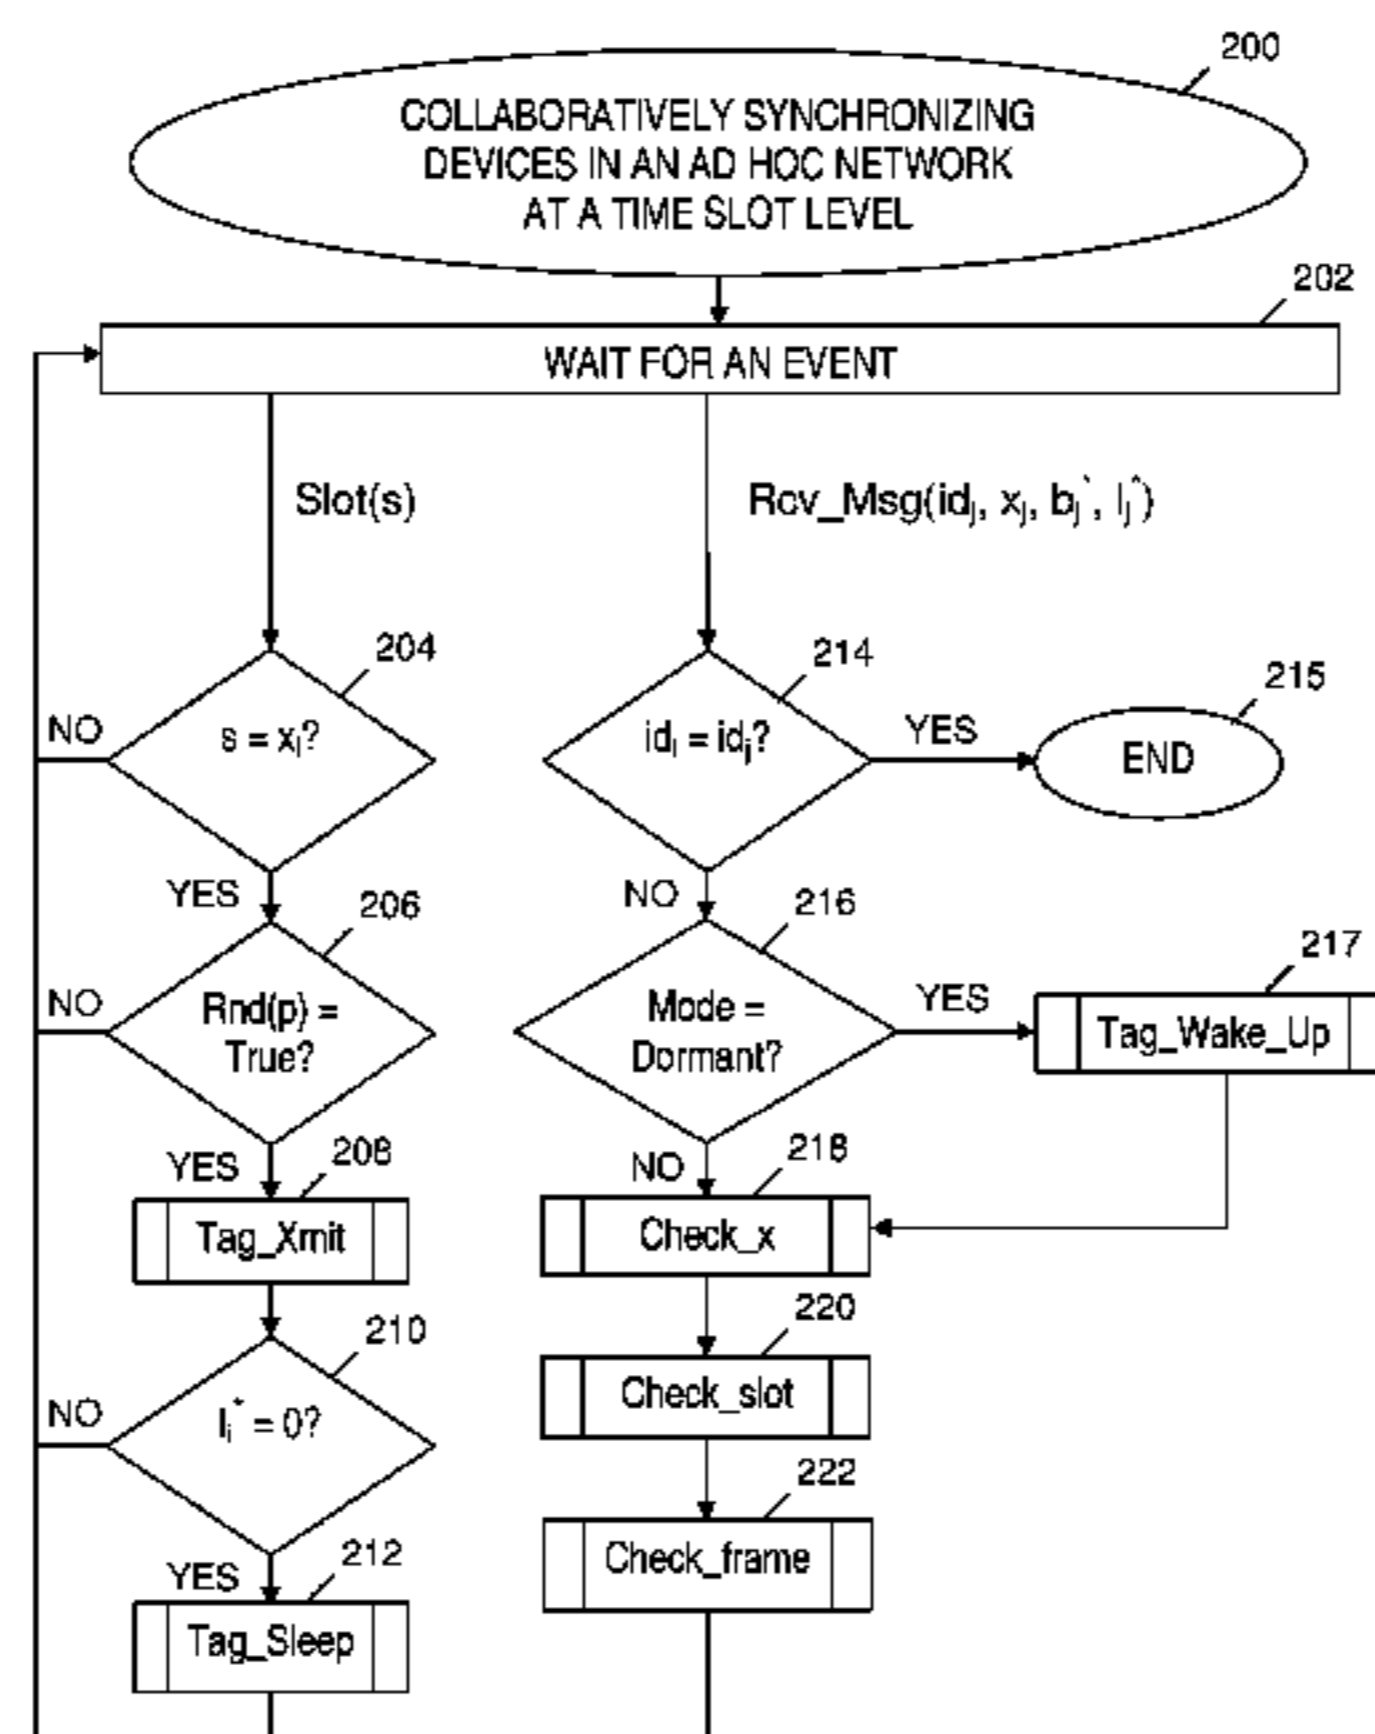 200
COLLABORATIVELY SYNCHRONIZING
DEVICES IN AN AD HOC NETWORK
AT A TIME SLOT LEVEL
202
WAIT FOR AN EVENT
Slot(s)
Rcv_Msg(idj, xj, bj*, lj*)
204
214
215
NO
s = xi?
idi = idj?
YES
END
YES
206
NO
216
217
NO
Rnd(p) =
True?
Mode =
Dormant?
YES
Tag_Wake_Up
YES
208
NO
218
Tag_Xmit
Check_x
210
220
NO
li* = 0?
Check_slot
222
YES
212
Check_frame
Tag_Sleep